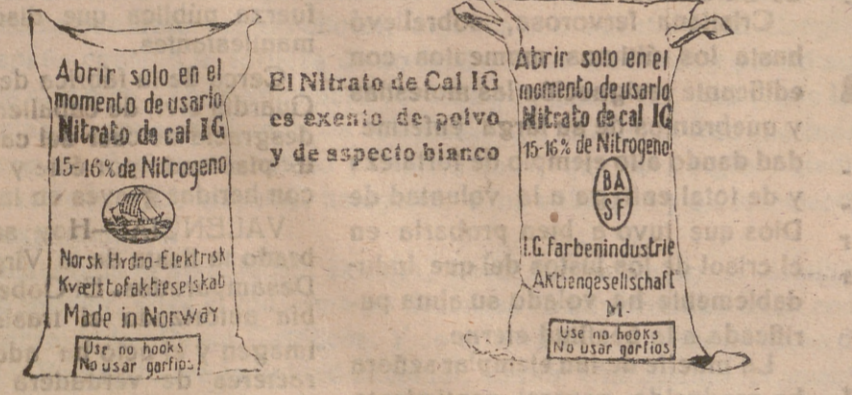 Abrir solo en el
momento de usarlo
Nitrato de cal IG
15-16% de Nitrogeno
Norsk Hydro-Elektrisk
Kvælstofaktieselskab
Made in Norway
Use no hooks
No usar garfios
El Nitrato de Cal IG
es exento de polvo
y de aspecto blanco
Abrir solo en el
momento de usarlo
Nitrato de cal IG
15-16% de Nitrogeno
BA
SF
I.G. Farbenindustrie
Aktiengesellschaft
M.
Use no hooks
No usar garfios